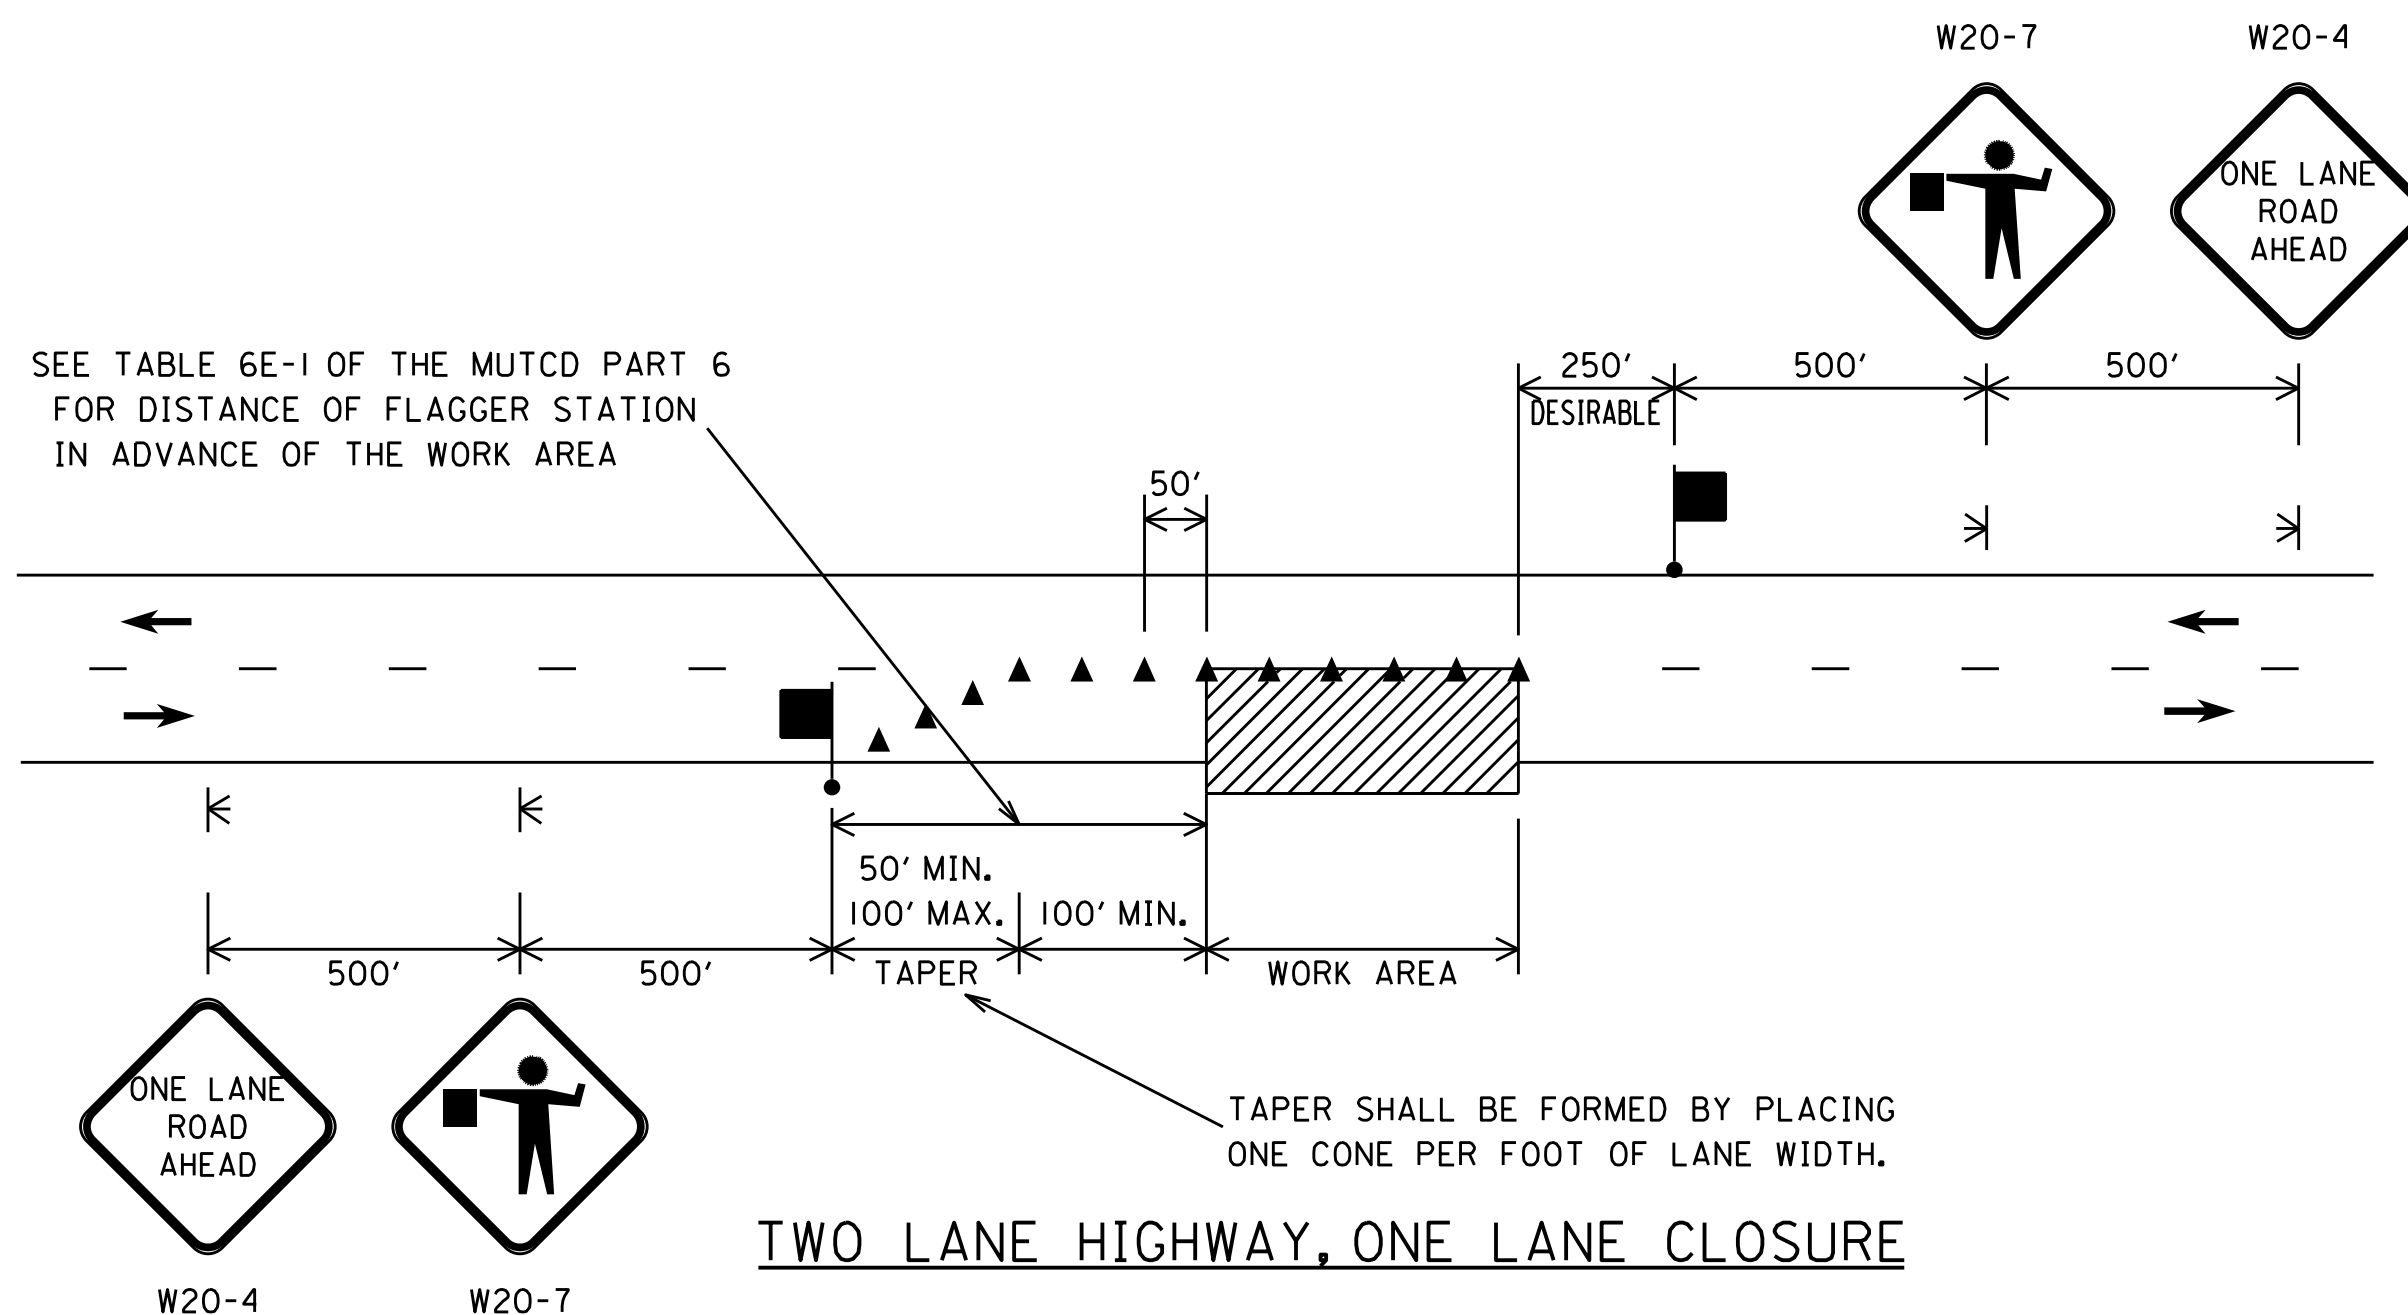 W20-7
W20-4
ONE LANE
ROAD
AHEAD
SEE TABLE 6E-1 OF THE MUTCD PART 6
FOR DISTANCE OF FLAGGER STATION
IN ADVANCE OF THE WORK AREA
250'
DESIRABLE
500'
500'
50'
50' MIN.
100' MAX.
100' MIN.
500'
500'
TAPER
WORK AREA
ONE LANE
ROAD
AHEAD
TAPER SHALL BE FORMED BY PLACING
ONE CONE PER FOOT OF LANE WIDTH.
TWO LANE HIGHWAY, ONE LANE CLOSURE
W20-4
W20-7